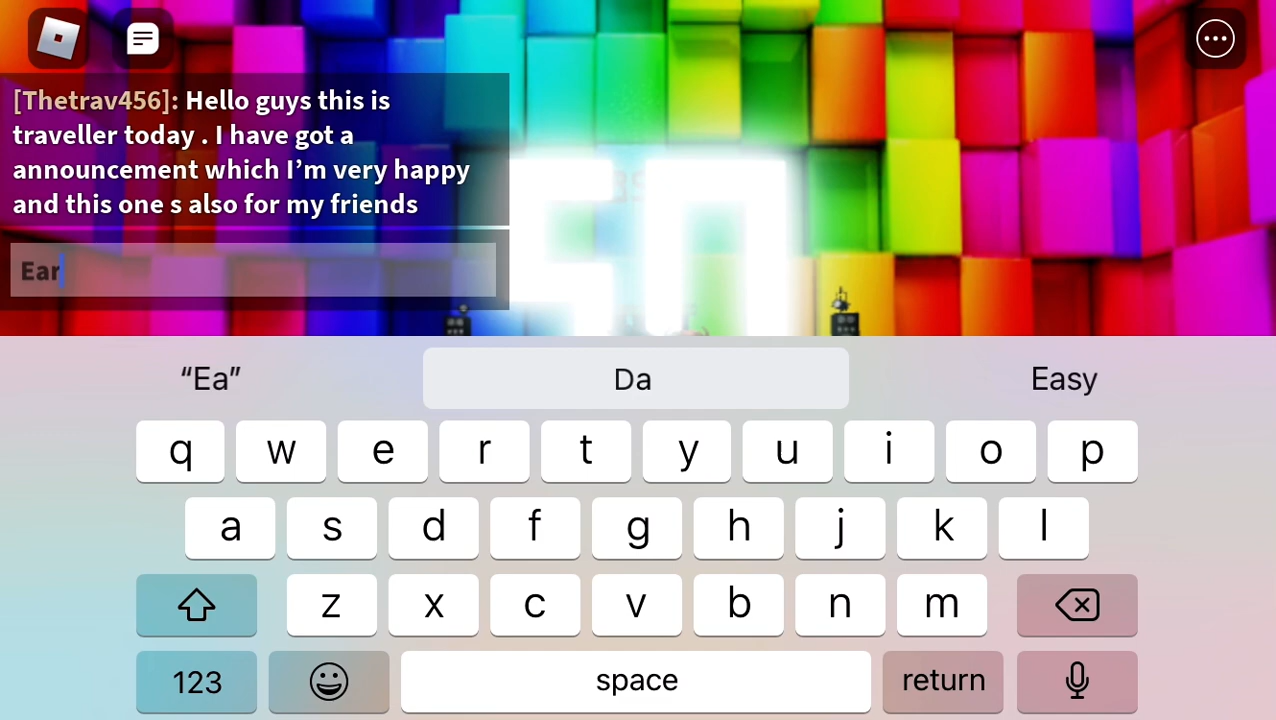 [Thetrav456]: Hello guys this is
traveller today . I have got a
announcement which I’m very happy
and this one s also for my friends
Ear
“Ea” Da Easy
q w e r t y u i o p
a s d f g h j k l
z x c v b n m
123 space return